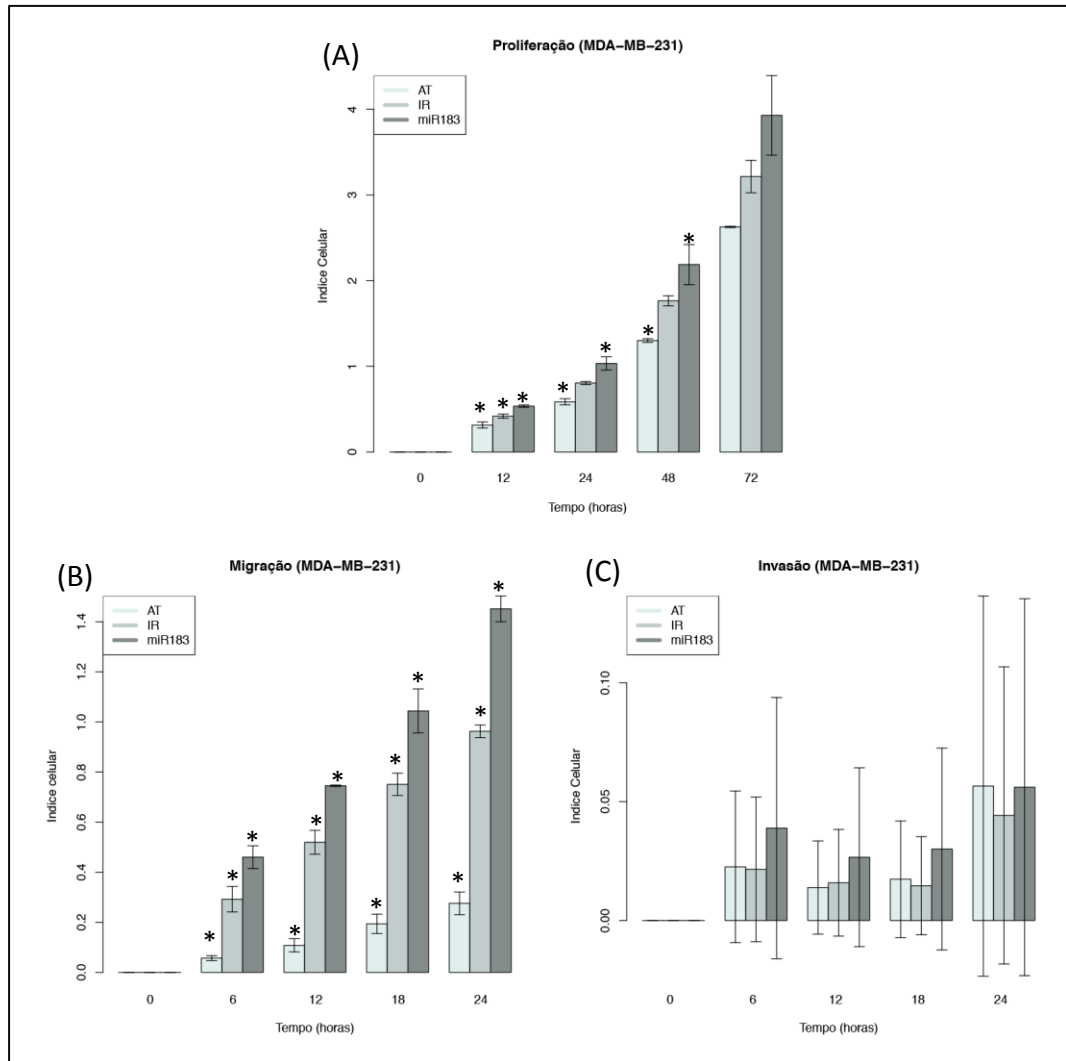 (A)
Proliferação (MDA−MB−231)
AT
IR
miR183
Indice Celular
4
3
2
1
0
* * *
* *
* *
0 12 24 48 72
Tempo (horas)
(B)
Migração (MDA−MB−231)
AT
IR
miR183
Indice celular
1.4
1.2
1.0
0.8
0.6
0.4
0.2
0.0
* * *
* * *
* * *
* * *
0 6 12 18 24
Tempo (horas)
(C)
Invasão (MDA−MB−231)
AT
IR
miR183
Indice Celular
0.10
0.05
0.00
0 6 12 18 24
Tempo (horas)